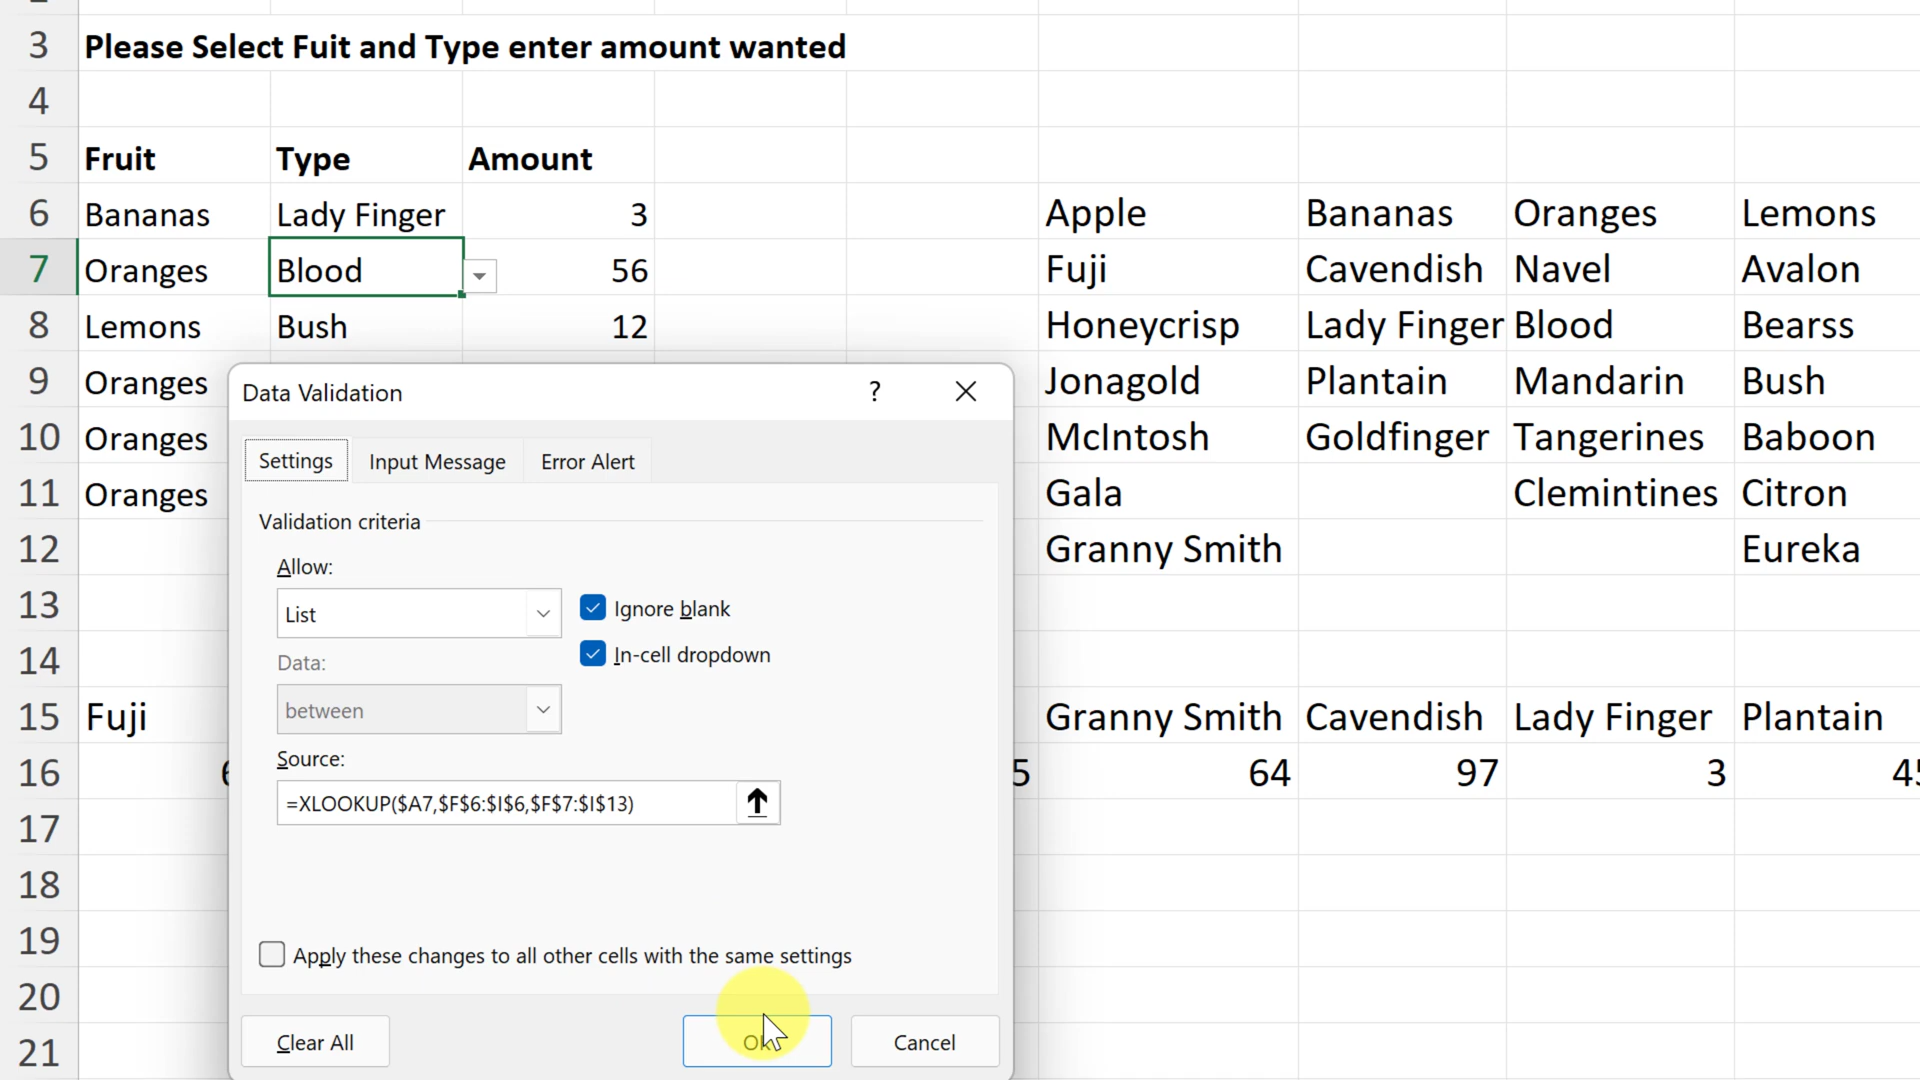 3 Please Select Fuit and Type enter amount wanted
4
5 Fruit Type Amount
6 Bananas Lady Finger 3 Apple Bananas Oranges Lemons
7 Oranges Blood 56 Fuji Cavendish Navel Avalon
8 Lemons Bush 12 Honeycrisp Lady Finger Blood Bearss
9 Oranges Jonagold Plantain Mandarin Bush
10 Oranges McIntosh Goldfinger Tangerines Baboon
11 Oranges Gala Clemintines Citron
12 Granny Smith Eureka
13
14
15 Fuji Granny Smith Cavendish Lady Finger Plantain
16 5 64 97 3 45
17
18
19
20
21
Data Validation ?
Settings Input Message Error Alert
Validation criteria
Allow:
List Ignore blank
In-cell dropdown
Data:
between
Source:
=XLOOKUP($A7,$F$6:$I$6,$F$7:$I$13)
Apply these changes to all other cells with the same settings
Clear All OK Cancel